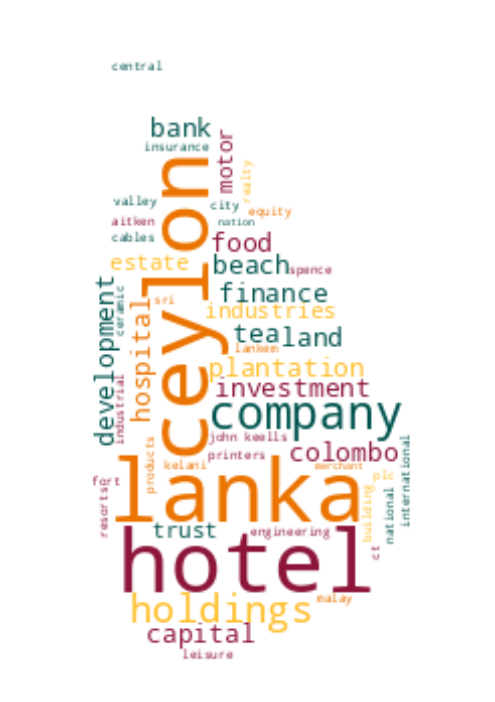 central
bank
insurance
motor
realty
ceylon
valley
city
equity
aitken
nation
cables
food
estate
beach
spence
development
ceramic
sri
finance
hospital
industries
tea
land
lankem
plantation
industrial
investment
company
products
john keells
colombo
printers
international
kelani
merchant
lanka
fort
resorts
plc
building
national
trust
engineering
hotel
ct
holdings
malay
capital
leisure